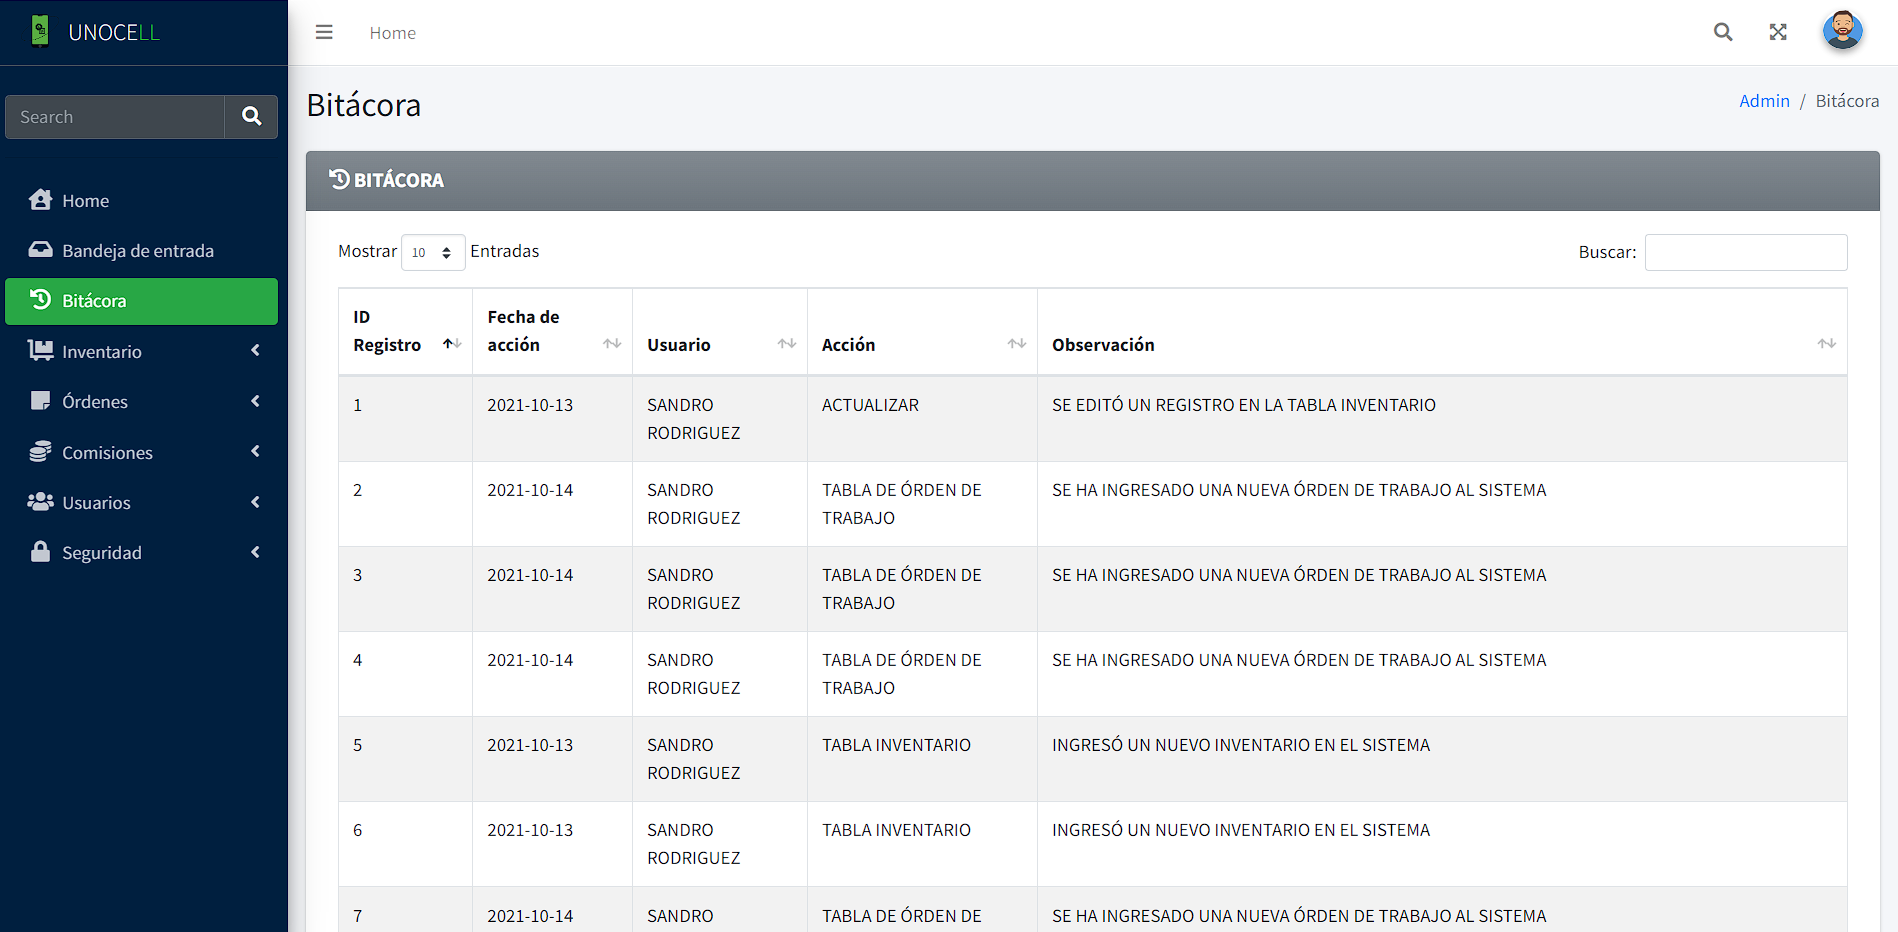 UNOCELL
Home
Search
Home
Bandeja de entrada
Bitácora
Inventario
Órdenes
Comisiones
Usuarios
Seguridad
Bitácora
Admin / Bitácora
BITÁCORA
Mostrar 10 Entradas
Buscar:
ID Registro
Fecha de acción
Usuario
Acción
Observación
1 2021-10-13 SANDRO RODRIGUEZ ACTUALIZAR SE EDITÓ UN REGISTRO EN LA TABLA INVENTARIO
2 2021-10-14 SANDRO RODRIGUEZ TABLA DE ÓRDEN DE TRABAJO SE HA INGRESADO UNA NUEVA ÓRDEN DE TRABAJO AL SISTEMA
3 2021-10-14 SANDRO RODRIGUEZ TABLA DE ÓRDEN DE TRABAJO SE HA INGRESADO UNA NUEVA ÓRDEN DE TRABAJO AL SISTEMA
4 2021-10-14 SANDRO RODRIGUEZ TABLA DE ÓRDEN DE TRABAJO SE HA INGRESADO UNA NUEVA ÓRDEN DE TRABAJO AL SISTEMA
5 2021-10-13 SANDRO RODRIGUEZ TABLA INVENTARIO INGRESÓ UN NUEVO INVENTARIO EN EL SISTEMA
6 2021-10-13 SANDRO RODRIGUEZ TABLA INVENTARIO INGRESÓ UN NUEVO INVENTARIO EN EL SISTEMA
7 2021-10-14 SANDRO TABLA DE ÓRDEN DE SE HA INGRESADO UNA NUEVA ÓRDEN DE TRABAJO AL SISTEMA